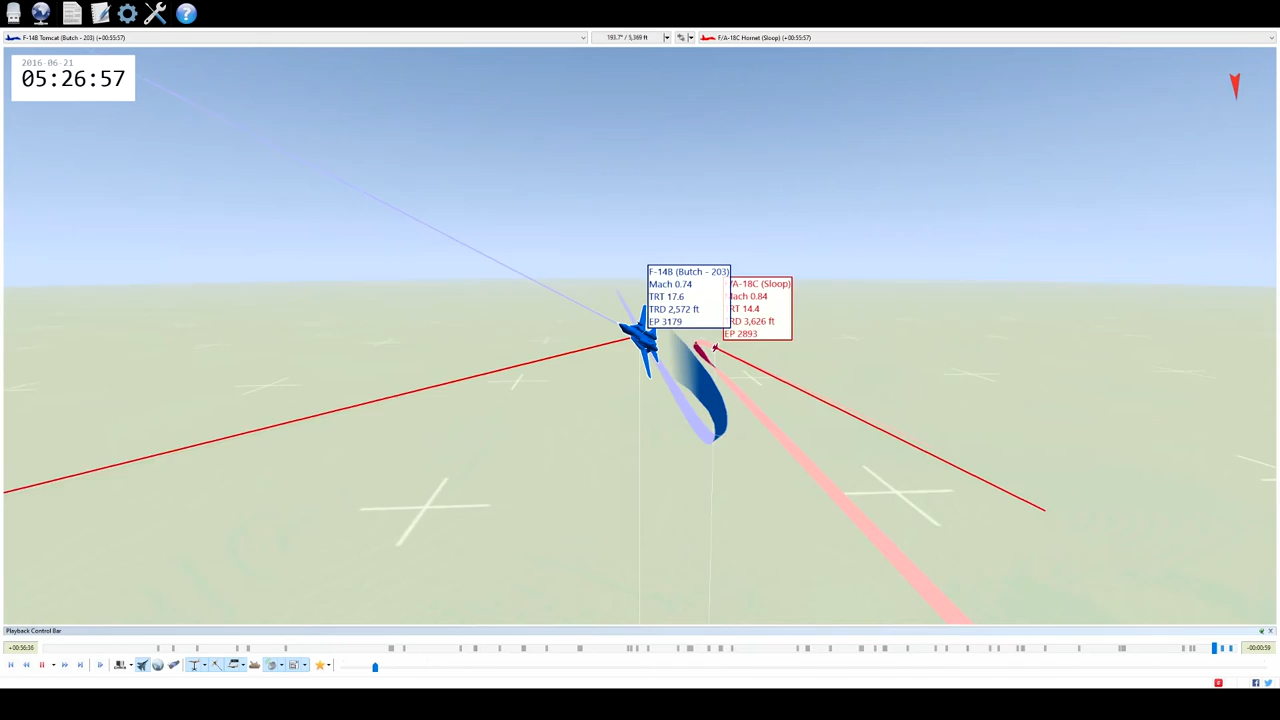 F-14B Tomcat (Butch - 203) (+00:55:57)
193.7° / 5,369 ft
F/A-18C Hornet (Sloop) (+00:55:57)
2016-06-21
05:26:57
F-14B (Butch - 203)
Mach 0.74
TRT 17.6
TRD 2,572 ft
EP 3179
/A-18C (Sloop)
Mach 0.84
RT 14.4
RD 3,626 ft
EP 2893
Playback Control Bar
+00:56:38
-00:00:59